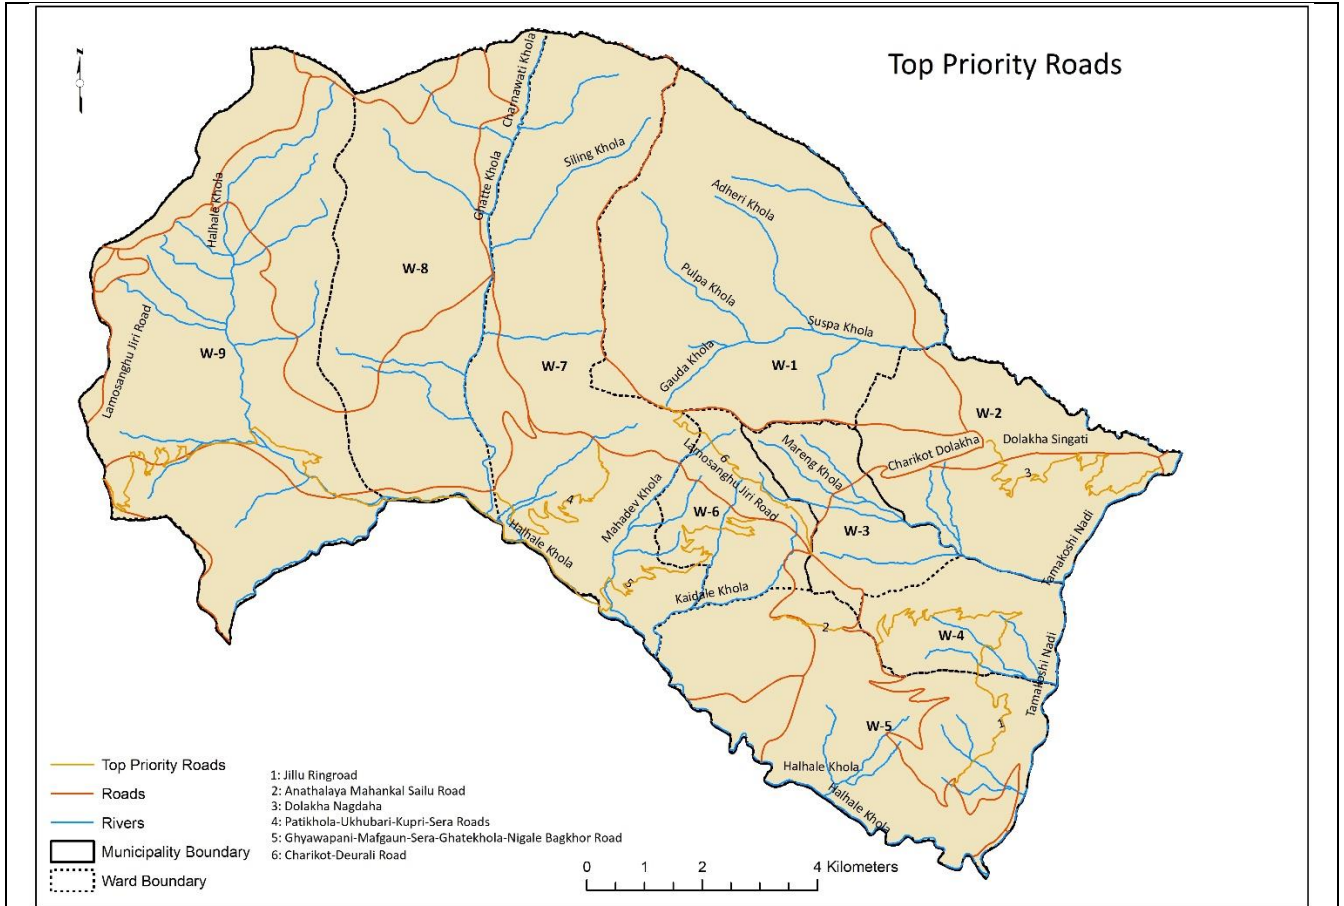 Top Priority Roads
N
Charnawati Khola
Siling Khola
Ghatte Khola
Halhale Khola
Adheri Khola
W-8
Pulpa Khola
Suspa Khola
Lamosanghu Jiri Road
W-9
W-7
Gauda Khola
W-1
W-2
Charikot Dolakha
Dolakha Singati
3
6
Lamosanghu Jiri Road
Mareng Khola
4
Mahadev Khola
W-6
W-3
Halhale Khola
Tamakoshi Nadi
5
Kaidale Khola
2
W-4
Tamakoshi Nadi
1
W-5
Halhale Khola
Halhale Khola
Top Priority Roads
Roads
Rivers
Municipality Boundary
Ward Boundary
1: Jillu Ringroad
2: Anathalaya Mahankal Sailu Road
3: Dolakha Nagdaha
4: Patikhola-Ukhubari-Kupri-Sera Roads
5: Ghyawapani-Mafgaun-Sera-Ghatekhola-Nigale Bagkhor Road
6: Charikot-Deurali Road
0 1 2 4 Kilometers